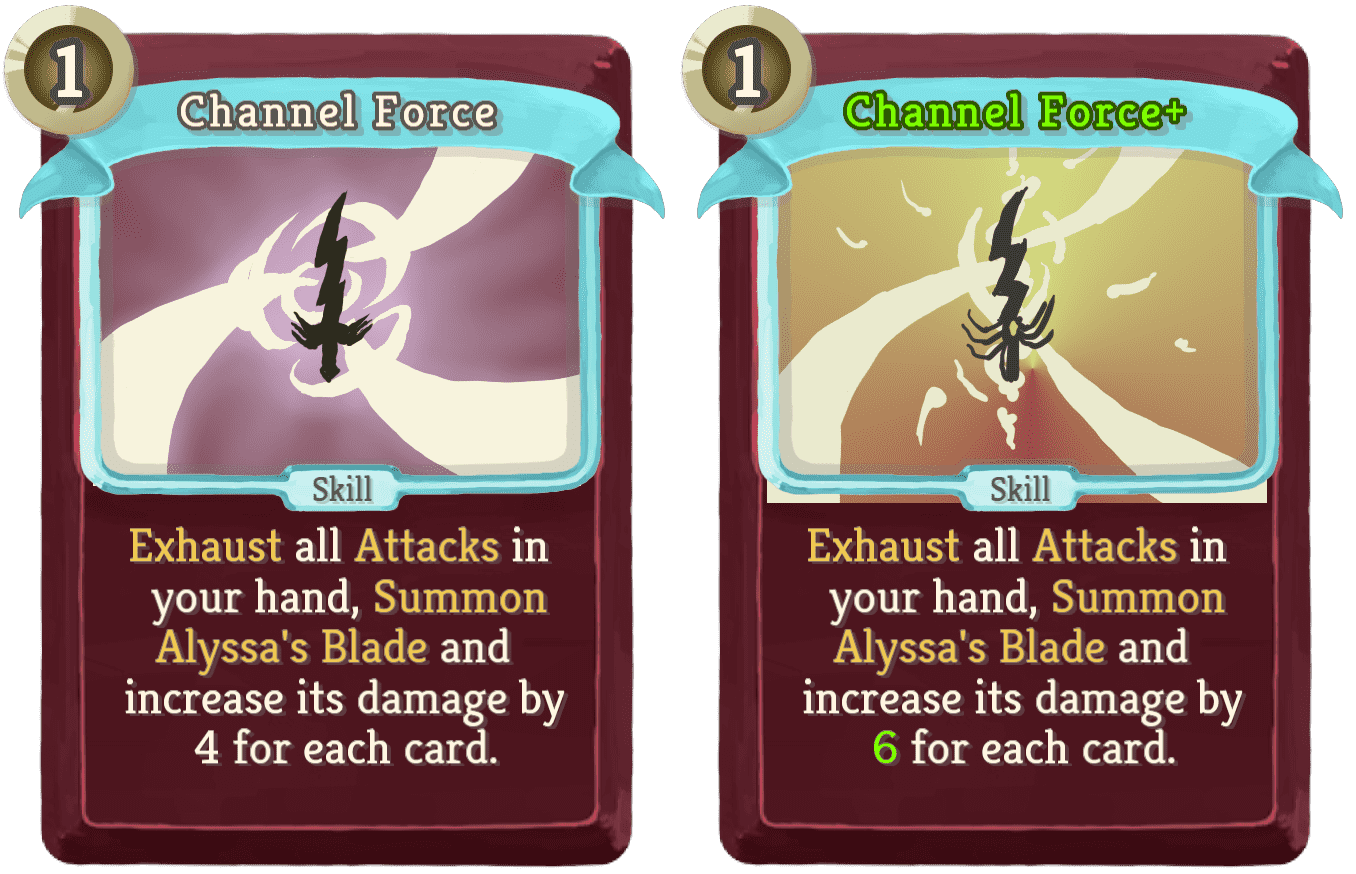 1
Channel Force
Skill
Exhaust all Attacks in
your hand, Summon
Alyssa's Blade and
increase its damage by
4 for each card.
1
Channel Force+
Skill
Exhaust all Attacks in
your hand, Summon
Alyssa's Blade and
increase its damage by
6 for each card.